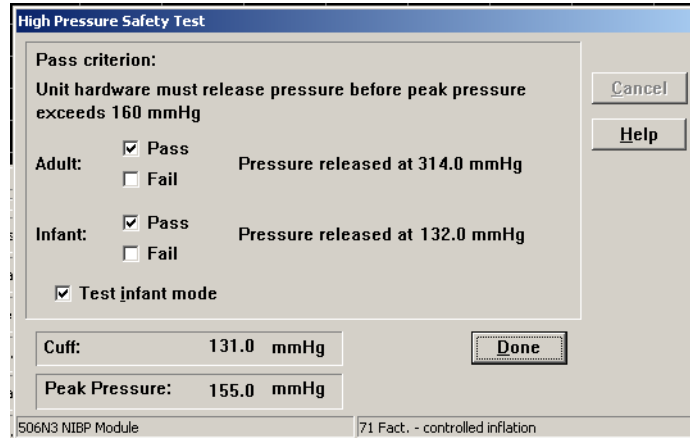 High Pressure Safety Test
Pass criterion:
Unit hardware must release pressure before peak pressure
exceeds 160 mmHg
Cancel
Help
Adult:
Pass
Fail
Pressure released at 314.0 mmHg
Infant:
Pass
Fail
Pressure released at 132.0 mmHg
Test infant mode
Cuff: 131.0 mmHg
Done
Peak Pressure: 155.0 mmHg
506N3 NIBP Module
71 Fact. - controlled inflation